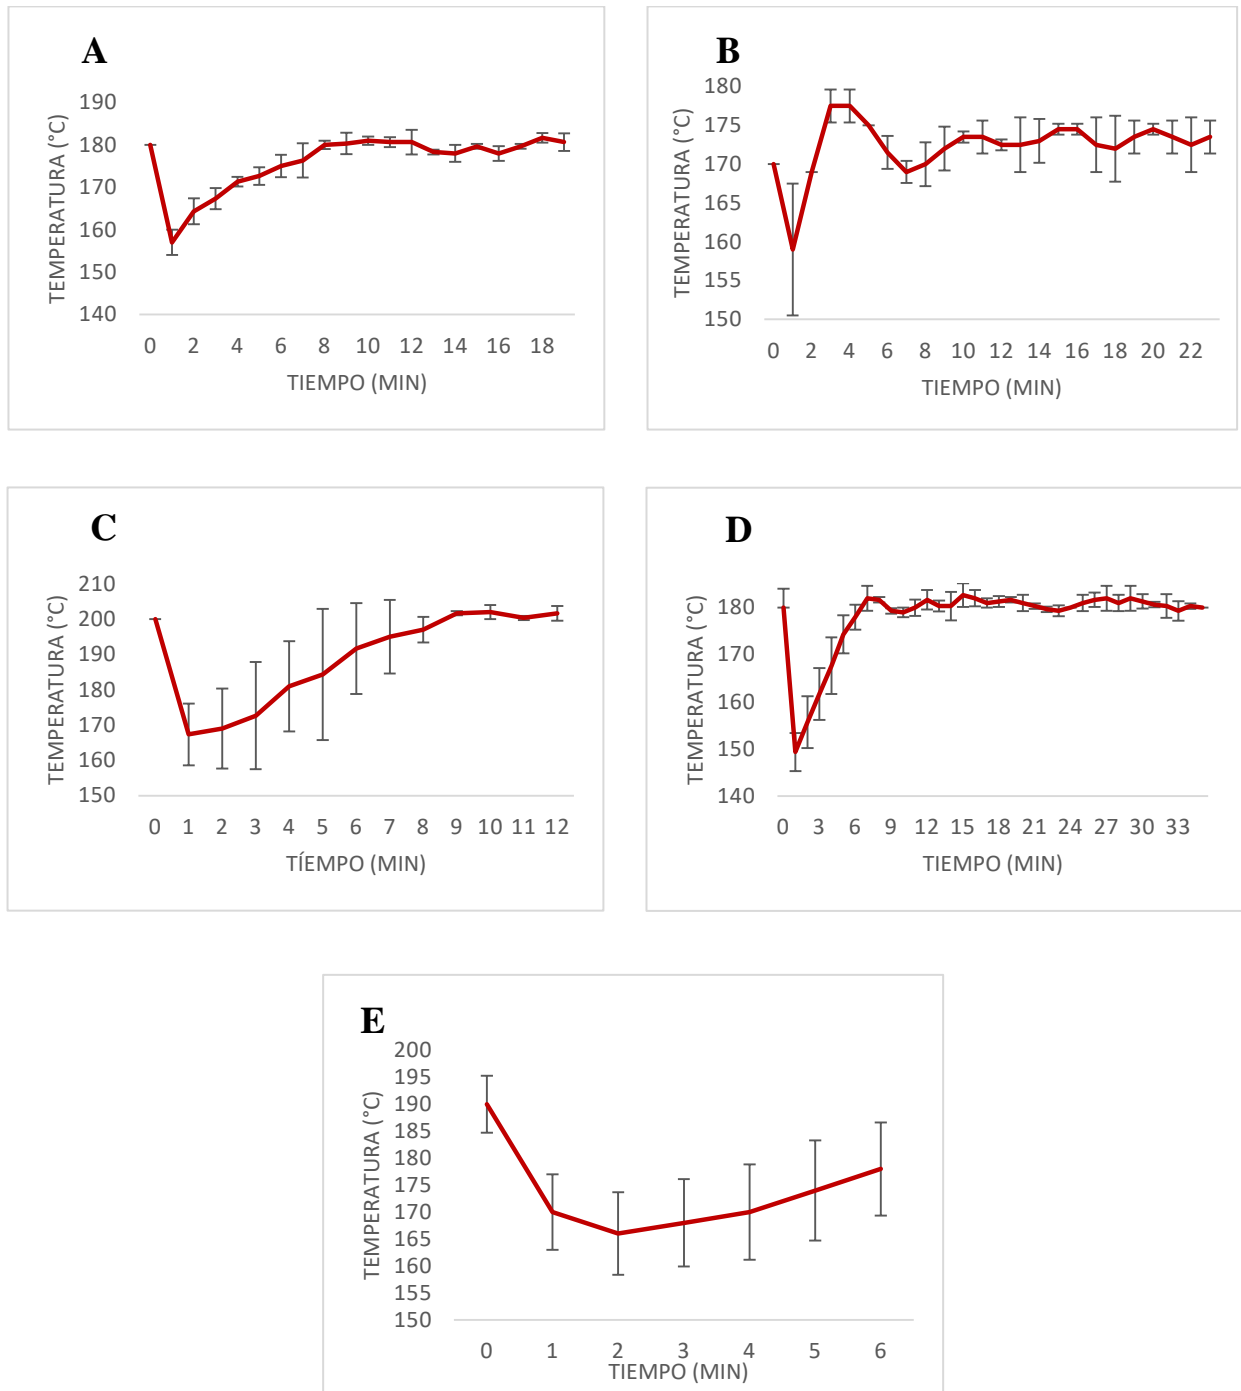 A
TEMPERATURA (°C)
190
180
170
160
150
140
0 2 4 6 8 10 12 14 16 18
TIEMPO (MIN)
B
TEMPERATURA (°C)
180
175
170
165
160
155
150
0 2 4 6 8 10 12 14 16 18 20 22
TIEMPO (MIN)
C
TEMPERATURA (°C)
210
200
190
180
170
160
150
0 1 2 3 4 5 6 7 8 9 10 11 12
TÍEMPO (MIN)
D
TEMPERATURA (°C)
180
170
160
150
140
0 3 6 9 12 15 18 21 24 27 30 33
TIEMPO (MIN)
E
TEMPERATURA (°C)
200
195
190
185
180
175
170
165
160
155
150
0 1 2 3 4 5 6
TIEMPO (MIN)